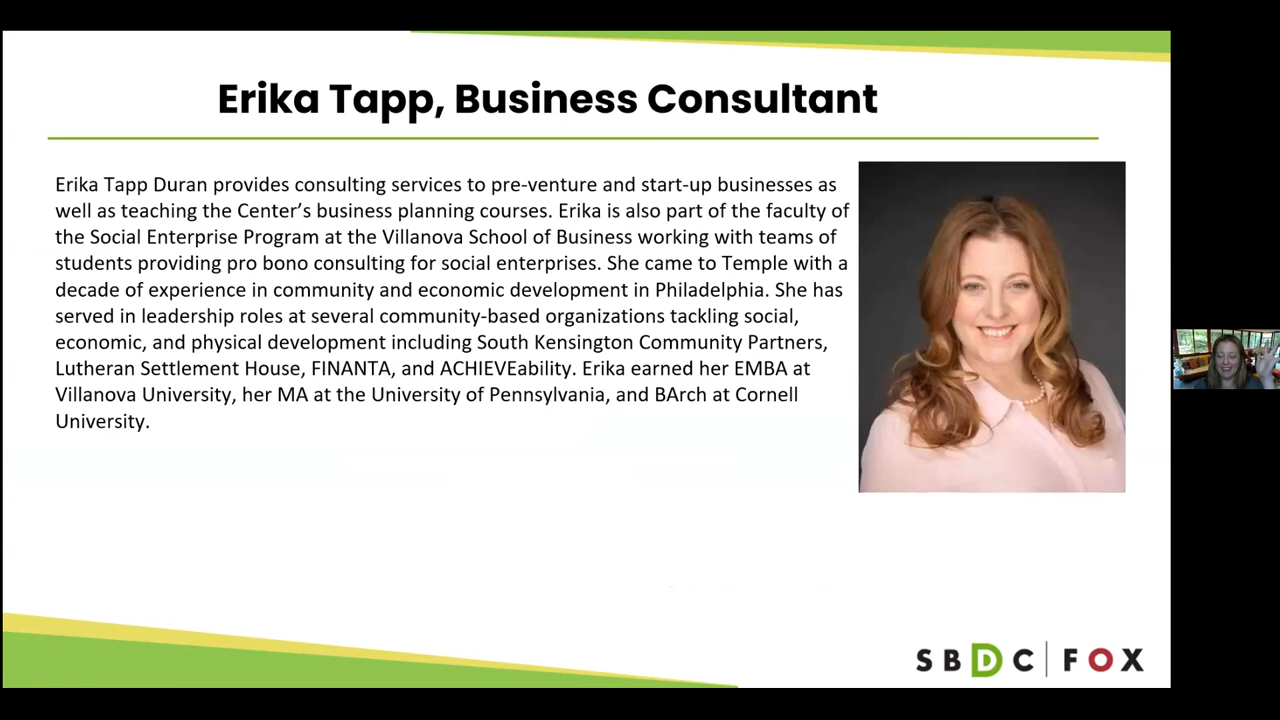 Erika Tapp, Business Consultant
Erika Tapp Duran provides consulting services to pre-venture and start-up businesses as
well as teaching the Center’s business planning courses. Erika is also part of the faculty of
the Social Enterprise Program at the Villanova School of Business working with teams of
students providing pro bono consulting for social enterprises. She came to Temple with a
decade of experience in community and economic development in Philadelphia. She has
served in leadership roles at several community-based organizations tackling social,
economic, and physical development including South Kensington Community Partners,
Lutheran Settlement House, FINANTA, and ACHIEVEability. Erika earned her EMBA at
Villanova University, her MA at the University of Pennsylvania, and BArch at Cornell
University.
SBDC | FOX